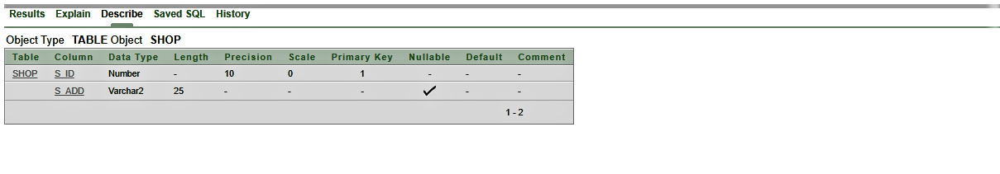 Results Explain Describe Saved SQL History
Object Type TABLE Object SHOP
Table Column Data Type Length Precision Scale Primary Key Nullable Default Comment
SHOP S_ID Number - 10 0 1 - - -
S_ADD Varchar2 25 - - - ✓ - -
1 - 2